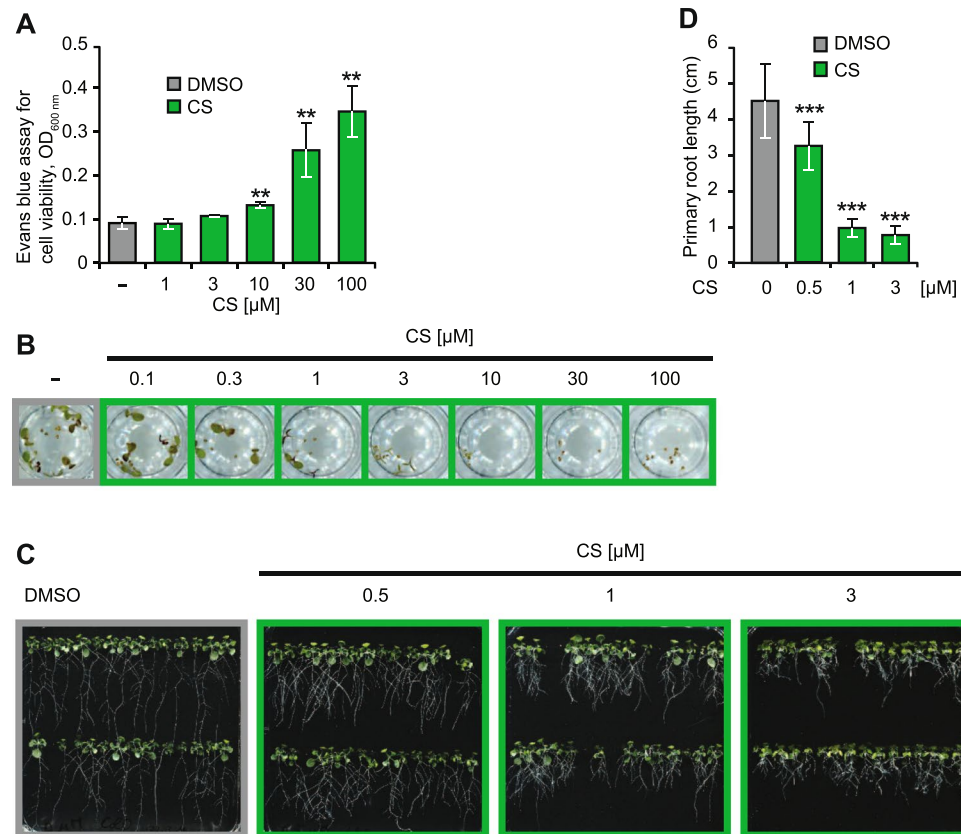 A
0.5
0.4
0.3
0.2
0.1
0
Evans blue assay for
cell viability, OD600 nm
DMSO
CS
**
**
**
– 1 3 10 30 100
CS [µM]
D
6
5
4
3
2
1
0
Primary root length (cm)
DMSO
CS
***
***
***
CS 0 0.5 1 3 [µM]
B
CS [µM]
– 0.1 0.3 1 3 10 30 100
C
CS [µM]
DMSO 0.5 1 3